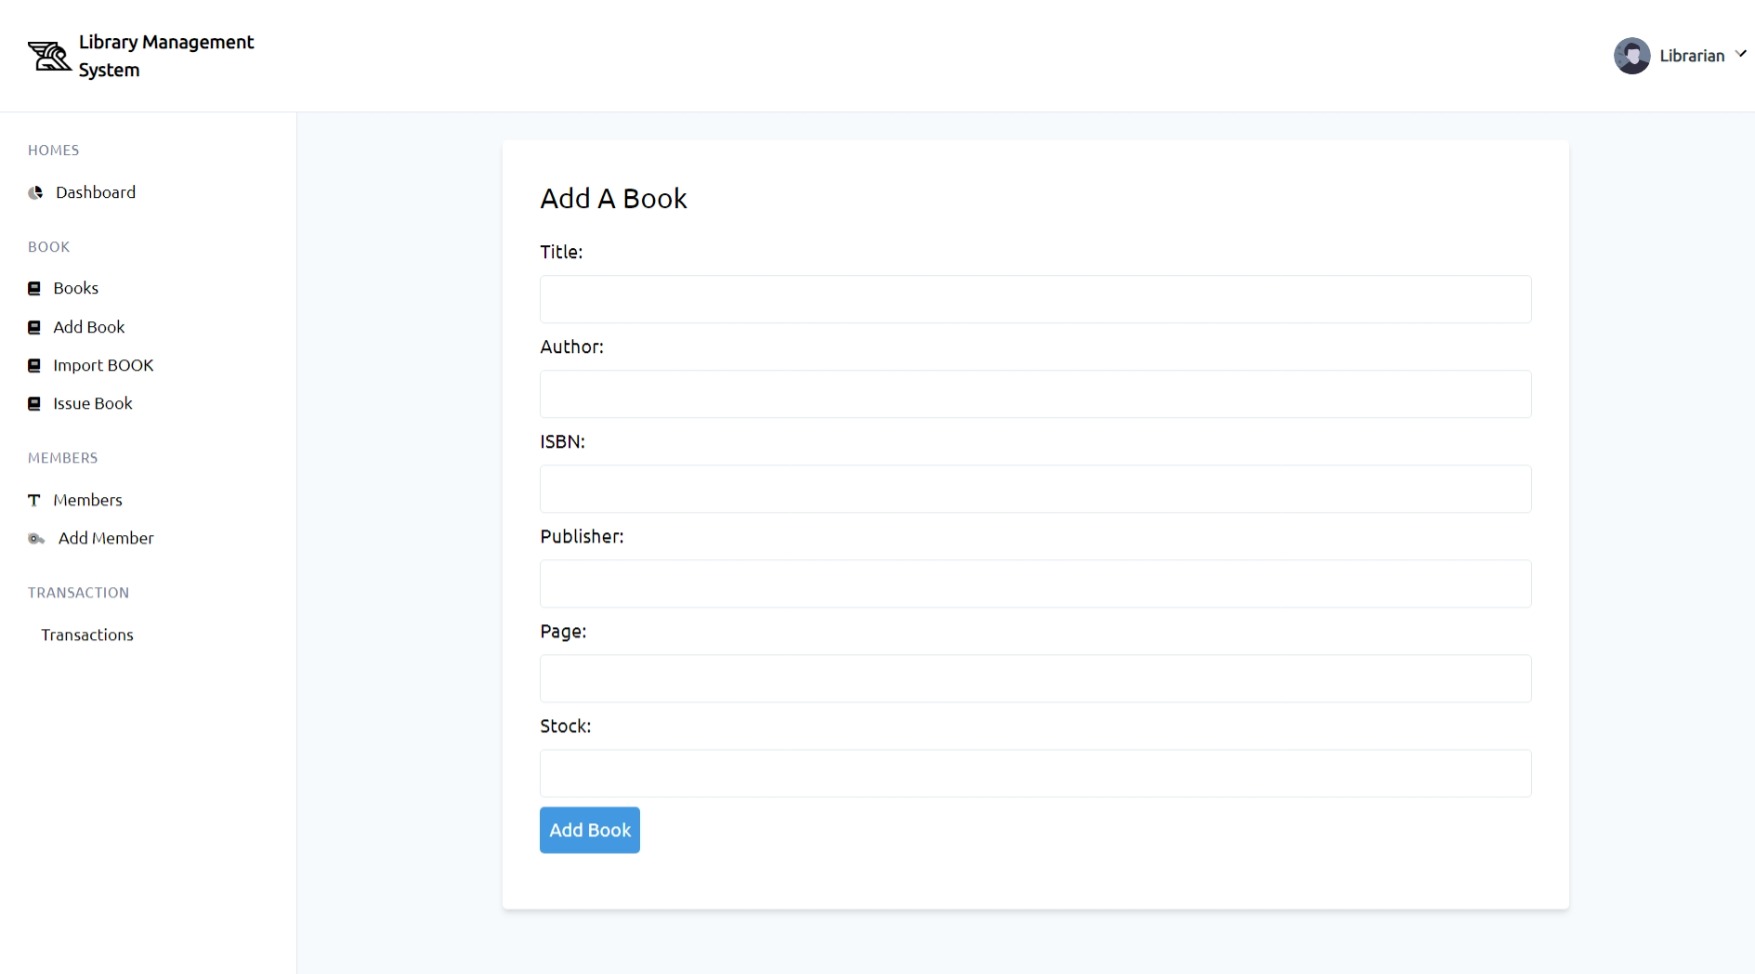 Library Management
System
Librarian
HOMES
Dashboard
BOOK
Books
Add Book
Import BOOK
Issue Book
MEMBERS
Members
Add Member
TRANSACTION
Transactions
Add A Book
Title:
Author:
ISBN:
Publisher:
Page:
Stock:
Add Book